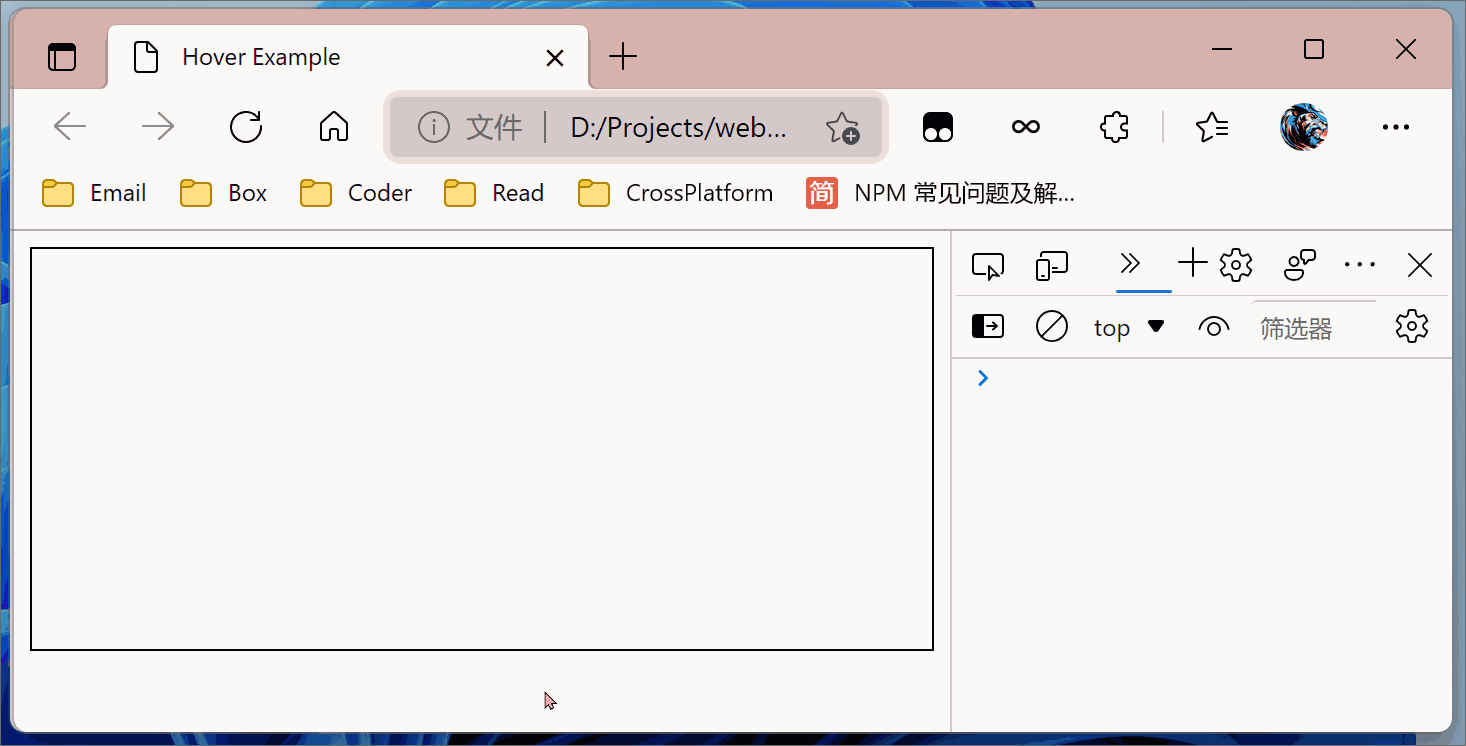 Hover Example
文件 D:/Projects/web...
Email Box Coder Read CrossPlatform 简 NPM 常见问题及解...
top 筛选器